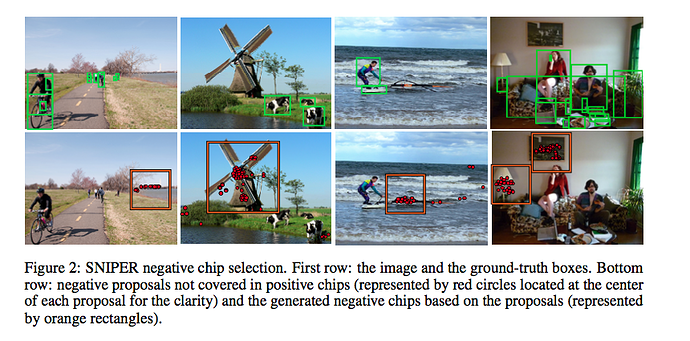 Figure 2: SNIPER negative chip selection. First row: the image and the ground-truth boxes. Bottom
row: negative proposals not covered in positive chips (represented by red circles located at the center
of each proposal for the clarity) and the generated negative chips based on the proposals (represented
by orange rectangles).